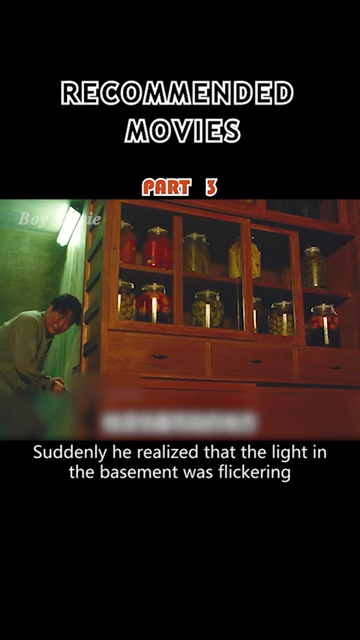 RECOMMENDED
MOVIES
PART 3
Suddenly he realized that the light in
the basement was flickering